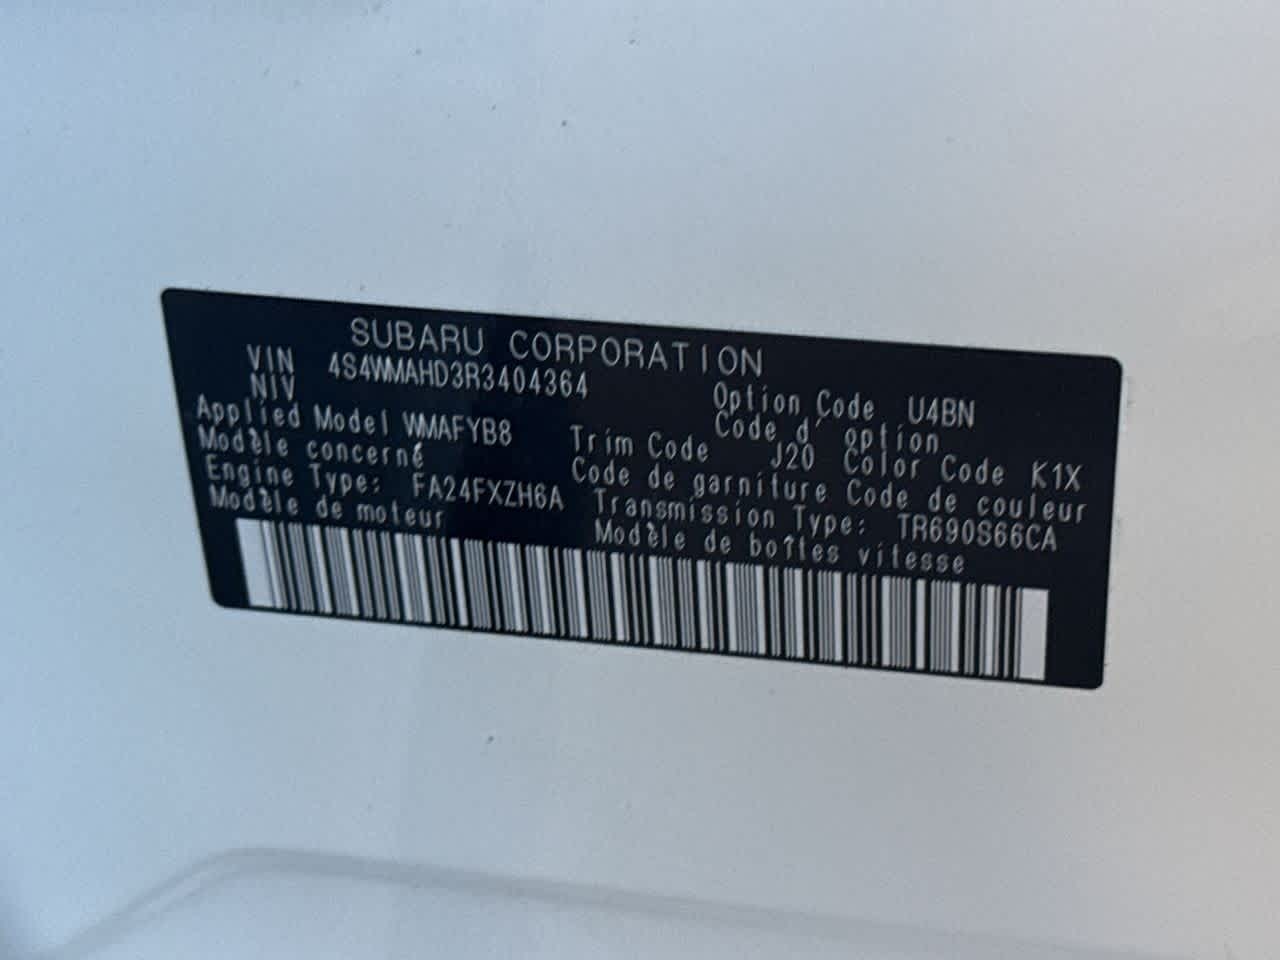 SUBARU CORPORATION
VIN 4S4WMAHD3R3404364
NIV
Option Code U4BN
Code d'option
Applied Model WMAFYB8
Modèle concerné
Trim Code J20 Color Code K1X
Code de garniture Code de couleur
Engine Type: FA24FXZH6A
Modèle de moteur
Transmission Type: TR690S66CA
Modèle de boîtes vitesse